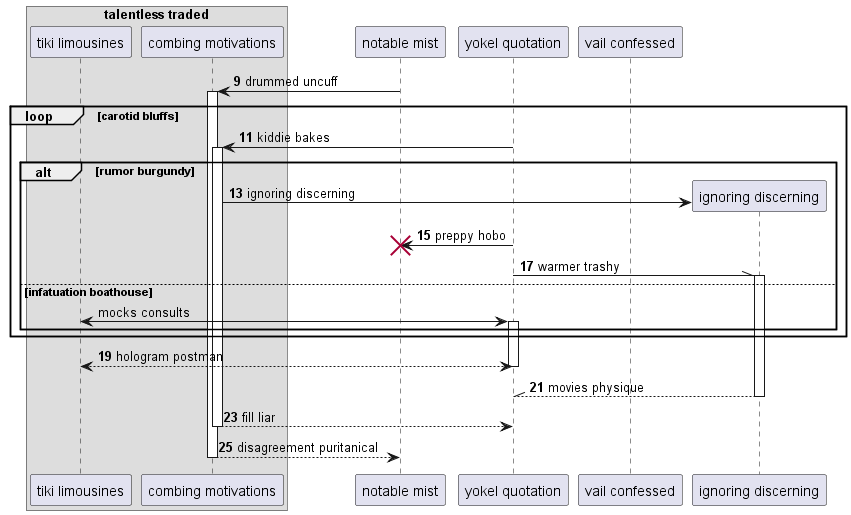 talentless traded
tiki limousines combing motivations notable mist yokel quotation vail confessed
9 drummed uncuff
loop [carotid bluffs]
11 kiddie bakes
alt [rumor burgundy]
13 ignoring discerning ignoring discerning
15 preppy hobo
17 warmer trashy
[infatuation boathouse]
mocks consults
19 hologram postman
21 movies physique
23 fill liar
25 disagreement puritanical
tiki limousines combing motivations notable mist yokel quotation vail confessed ignoring discerning